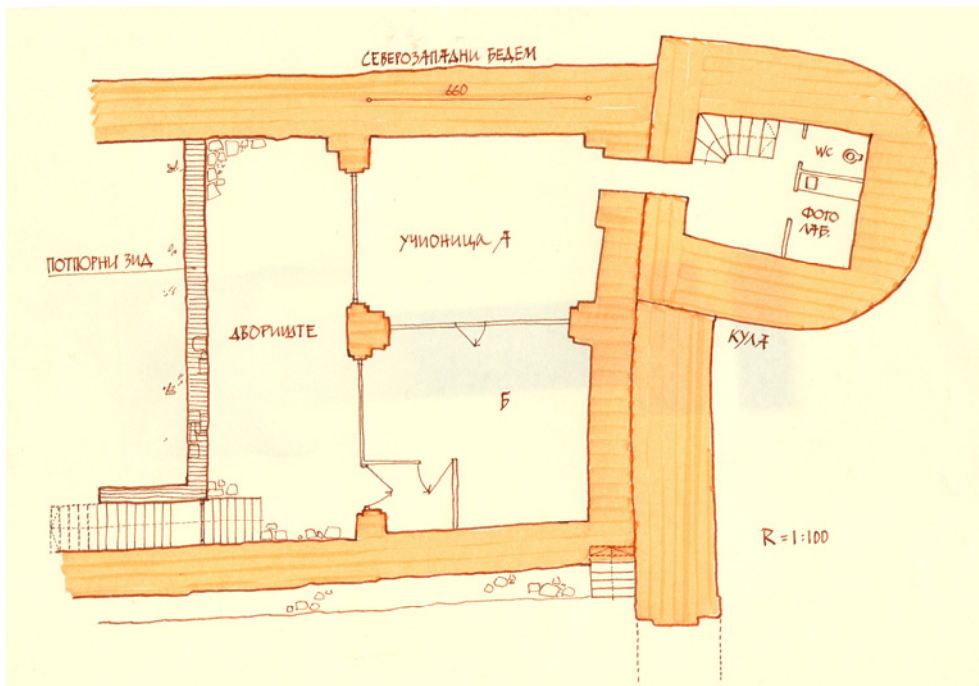 СЕВЕРОЗАПАДНИ БЕДЕМ
660
WC
ФОТО
ЛАБ.
УЧИОНИЦА А
ПОТПОРНИ ЗИД
ДВОРИШТЕ
КУЛА
Б
R=1:100